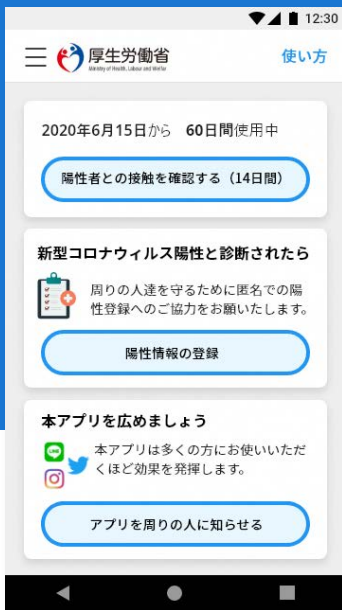 12:30
厚生労働省
Ministry of Health, Labour and Welfare
使い方
2020年6月15日から 60日間使用中
陽性者との接触を確認する（14日間）
新型コロナウィルス陽性と診断されたら
周りの人達を守るために匿名での陽
性登録へのご協力をお願いいたします。
陽性情報の登録
本アプリを広めましょう
本アプリは多くの方にお使いいただ
くほど効果を発揮します。
LINE
アプリを周りの人に知らせる